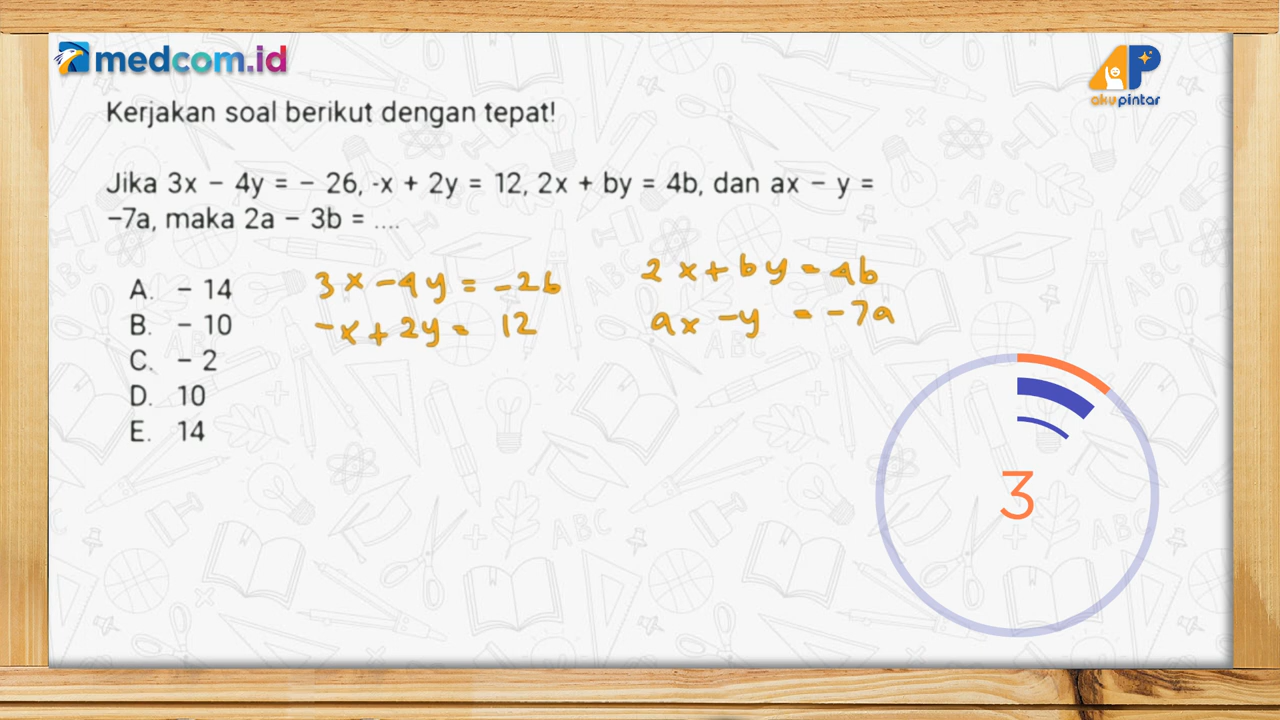 medcom.id
AP
akupintar
Kerjakan soal berikut dengan tepat!
Jika 3x – 4y = – 26, -x + 2y = 12, 2x + by = 4b, dan ax – y =
–7a, maka 2a – 3b = ....
A. – 14
B. – 10
C. – 2
D. 10
E. 14
3x – 4y = – 26
–x + 2y = 12
2x + by = 4b
ax – y = – 7a
3